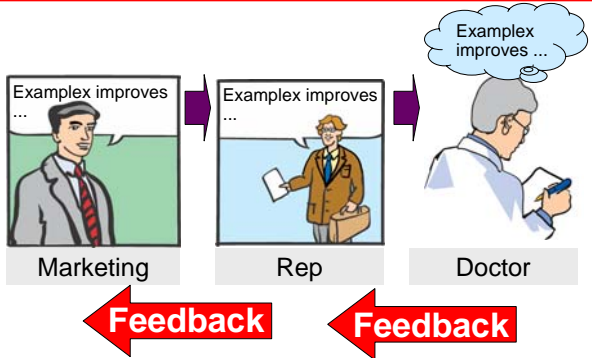 Examplex
improves ...
Examplex improves
...
Examplex improves
...
Marketing
Rep
Doctor
Feedback
Feedback